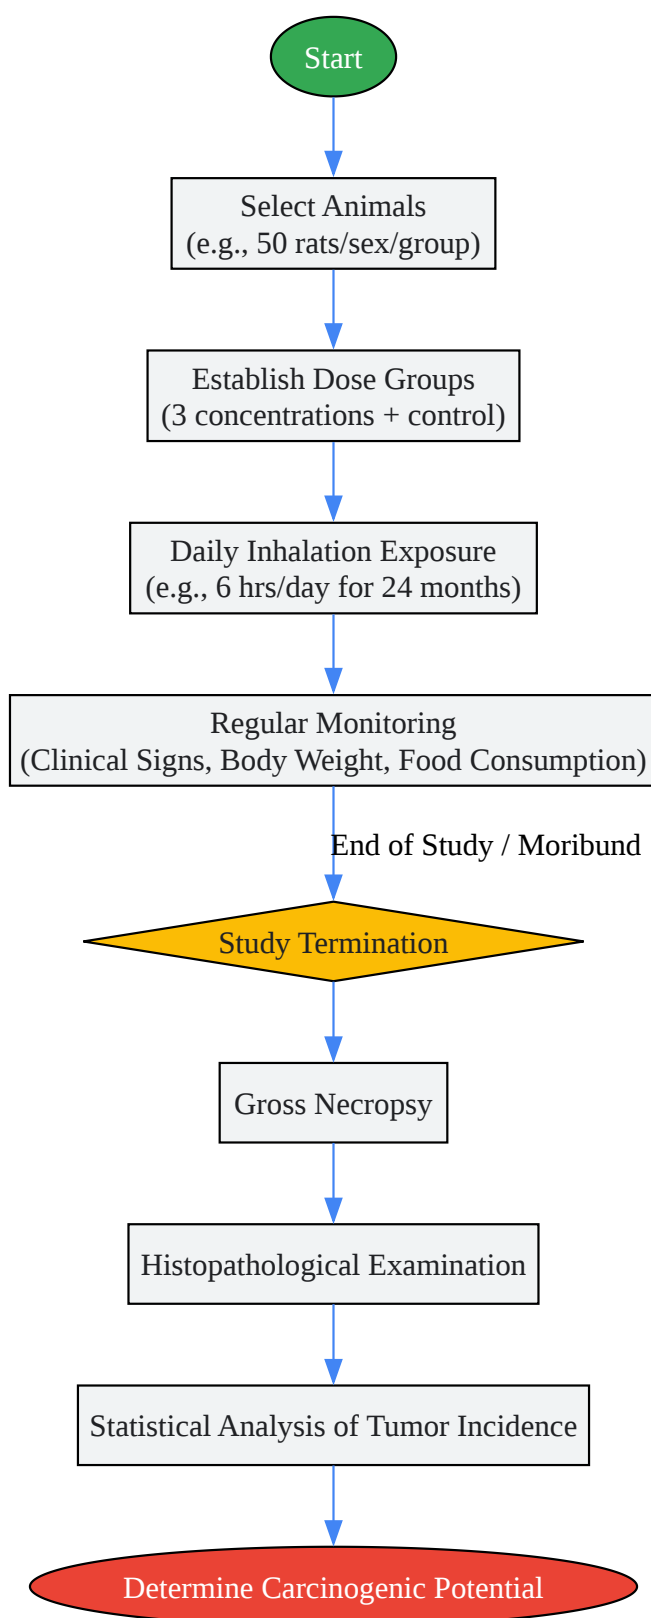 Start
Select Animals
(e.g., 50 rats/sex/group)
Establish Dose Groups
(3 concentrations + control)
Daily Inhalation Exposure
(e.g., 6 hrs/day for 24 months)
Regular Monitoring
(Clinical Signs, Body Weight, Food Consumption)
End of Study / Moribund
Study Termination
Gross Necropsy
Histopathological Examination
Statistical Analysis of Tumor Incidence
Determine Carcinogenic Potential